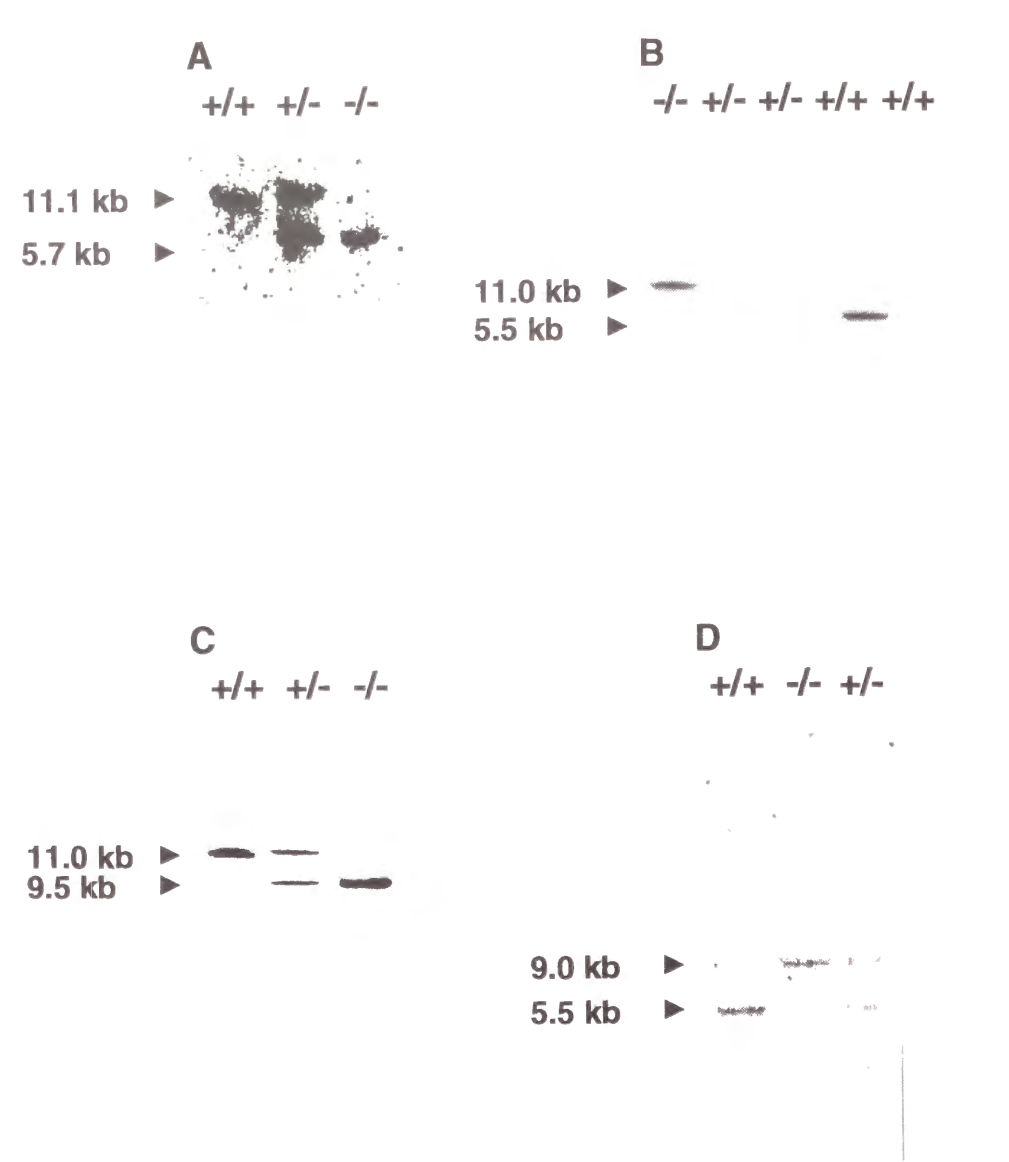 A
+/+ +/- -/-
11.1 kb
5.7 kb
B
-/- +/- +/- +/+ +/+
11.0 kb
5.5 kb
C
+/+ +/- -/-
11.0 kb
9.5 kb
D
+/+ -/- +/-
9.0 kb
5.5 kb